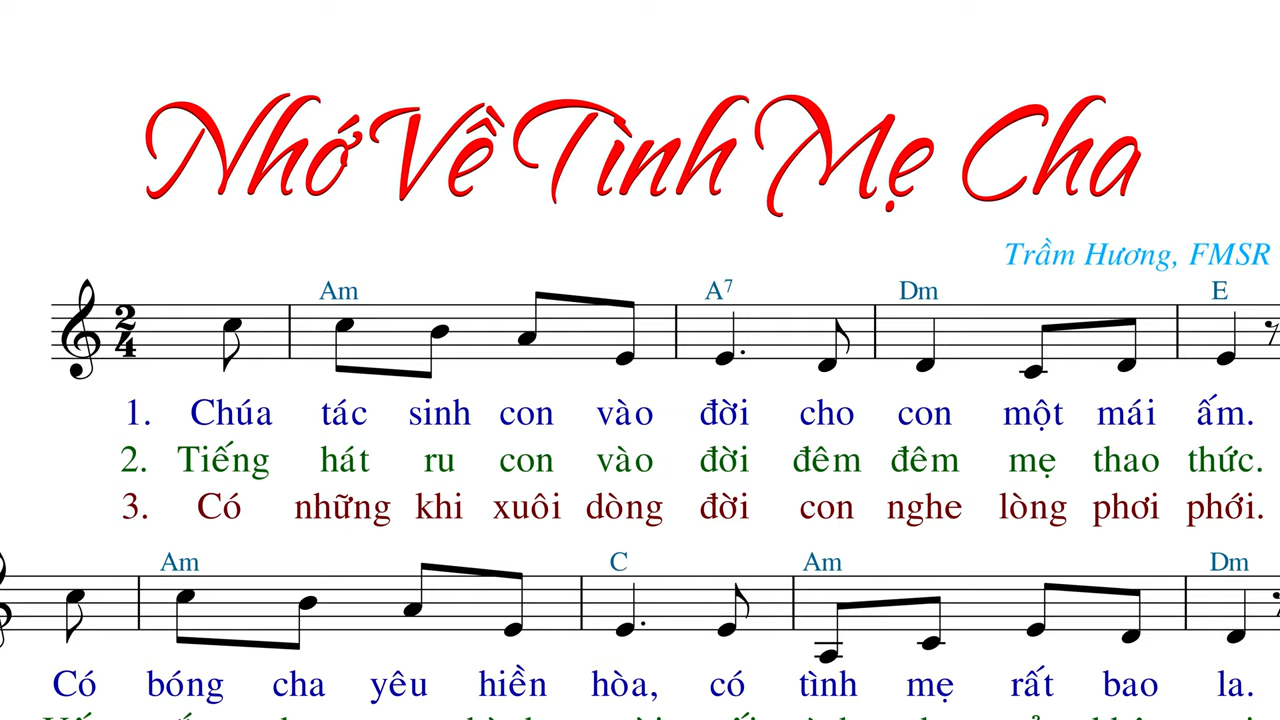 Nhớ Về Tình Mẹ Cha
Trầm Hương, FMSR
Am A7 Dm E
2
4
1. Chúa tác sinh con vào đời cho con một mái ấm.
2. Tiếng hát ru con vào đời đêm đêm mẹ thao thức.
3. Có những khi xuôi dòng đời con nghe lòng phơi phới.
Am C Am Dm
Có bóng cha yêu hiền hòa, có tình mẹ rất bao la.